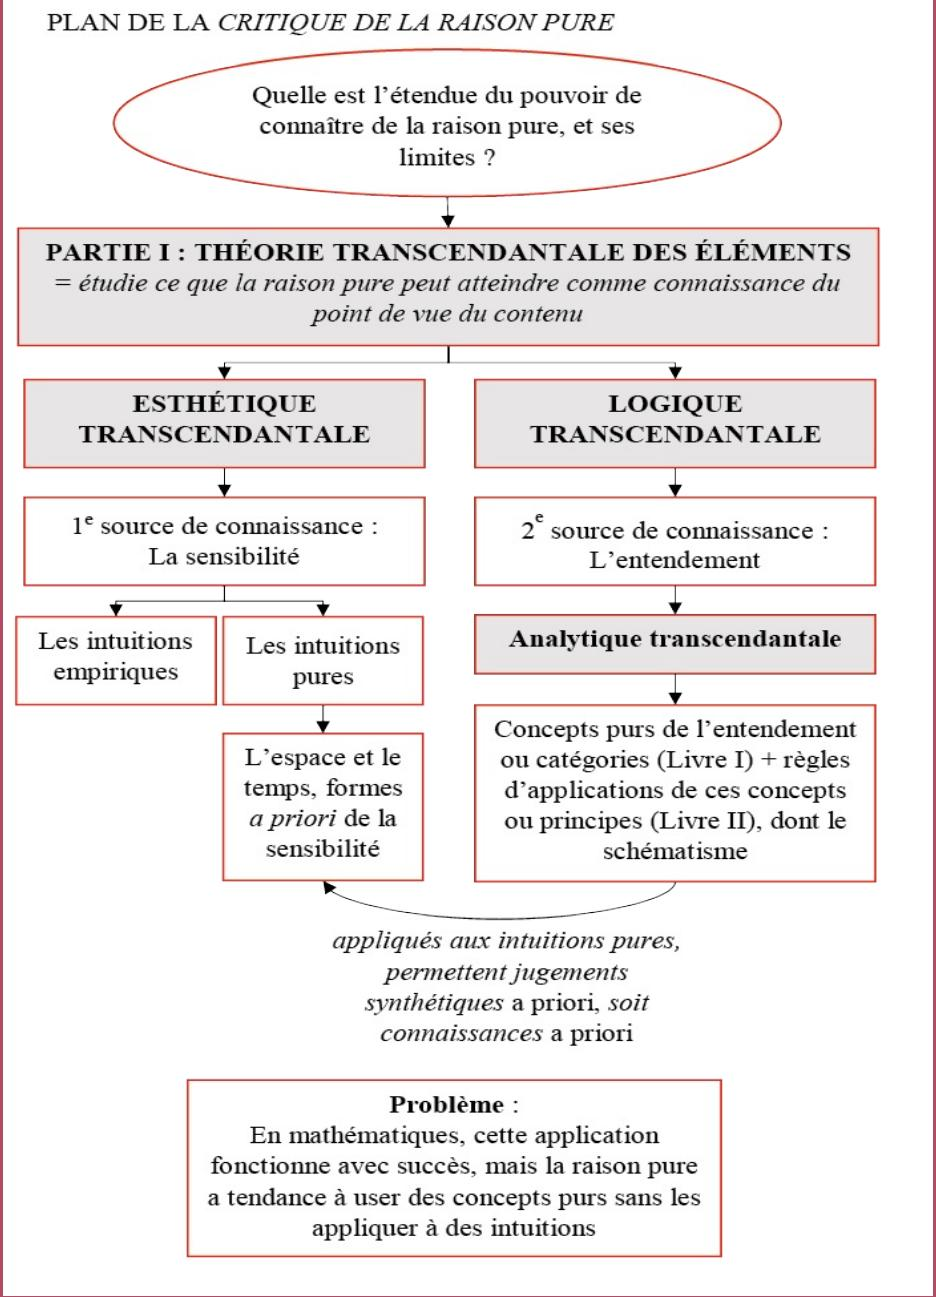 PLAN DE LA CRITIQUE DE LA RAISON PURE
Quelle est l’étendue du pouvoir de
connaître de la raison pure, et ses
limites ?
PARTIE I : THÉORIE TRANSCENDANTALE DES ÉLÉMENTS
= étudie ce que la raison pure peut atteindre comme connaissance du
point de vue du contenu
ESTHÉTIQUE
TRANSCENDANTALE
1e source de connaissance :
La sensibilité
Les intuitions
empiriques
Les intuitions
pures
L’espace et le
temps, formes
a priori de la
sensibilité
LOGIQUE
TRANSCENDANTALE
2e source de connaissance :
L’entendement
Analytique transcendantale
Concepts purs de l’entendement
ou catégories (Livre I) + règles
d’applications de ces concepts
ou principes (Livre II), dont le
schématisme
appliqués aux intuitions pures,
permettent jugements
synthétiques a priori, soit
connaissances a priori
Problème :
En mathématiques, cette application
fonctionne avec succès, mais la raison pure
a tendance à user des concepts purs sans les
appliquer à des intuitions